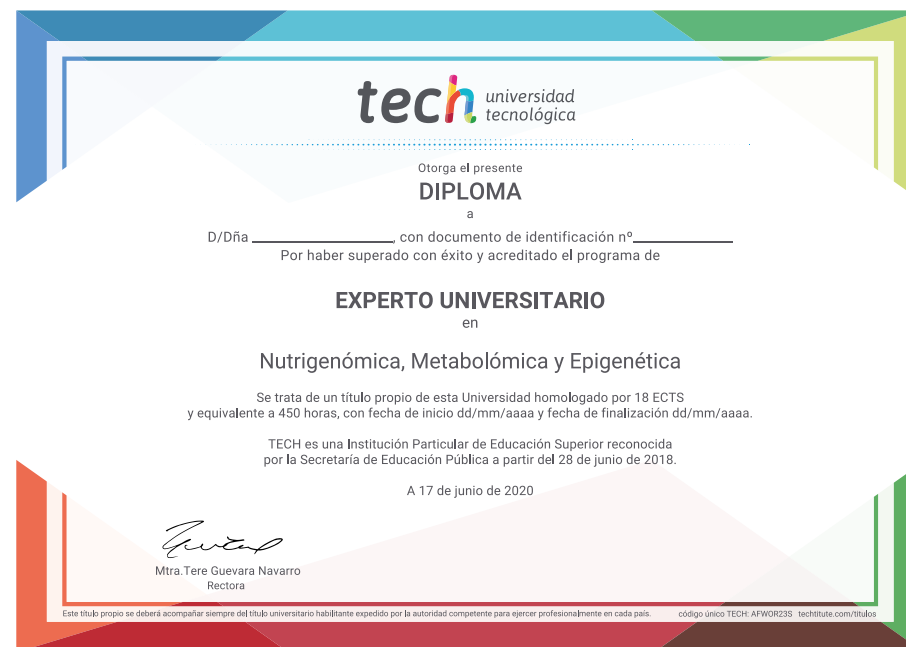 tech universidad
tecnológica
Otorga el presente
DIPLOMA
a
D/Dña ____________________, con documento de identificación nº______________
Por haber superado con éxito y acreditado el programa de
EXPERTO UNIVERSITARIO
en
Nutrigenómica, Metabolómica y Epigenética
Se trata de un título propio de esta Universidad homologado por 18 ECTS
y equivalente a 450 horas, con fecha de inicio dd/mm/aaaa y fecha de finalización dd/mm/aaaa.
TECH es una Institución Particular de Educación Superior reconocida
por la Secretaría de Educación Pública a partir del 28 de junio de 2018.
A 17 de junio de 2020
Mtra.Tere Guevara Navarro
Rectora
Este título propio se deberá acompañar siempre del título universitario habilitante expedido por la autoridad competente para ejercer profesionalmente en cada país. código único TECH: AFWOR23S techtitute.com/titulos